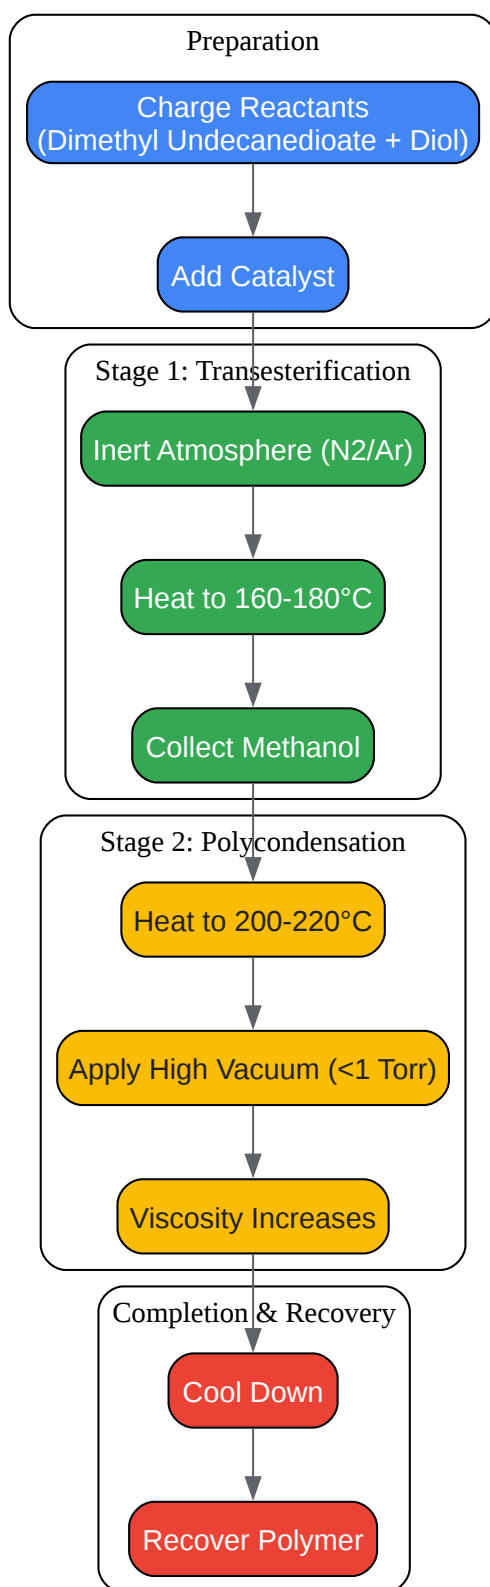 Preparation
Charge Reactants
(Dimethyl Undecanedioate + Diol)
Add Catalyst
Stage 1: Transesterification
Inert Atmosphere (N2/Ar)
Heat to 160-180°C
Collect Methanol
Stage 2: Polycondensation
Heat to 200-220°C
Apply High Vacuum (<1 Torr)
Viscosity Increases
Completion & Recovery
Cool Down
Recover Polymer